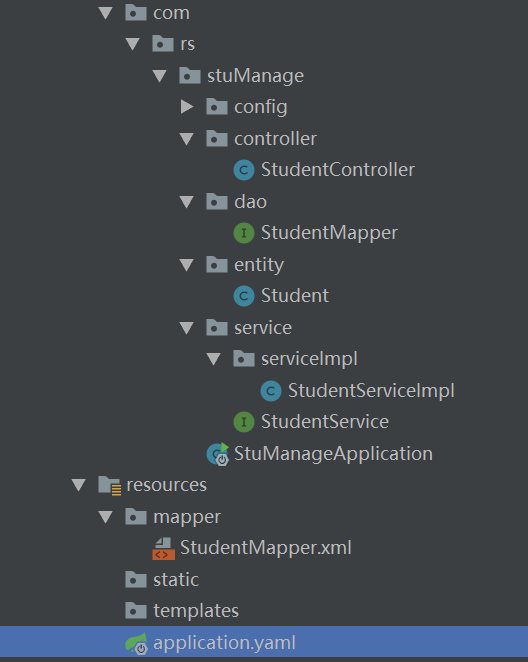 com
rs
stuManage
config
controller
StudentController
dao
StudentMapper
entity
Student
service
serviceImpl
StudentServiceImpl
StudentService
StuManageApplication
resources
mapper
StudentMapper.xml
static
templates
application.yaml